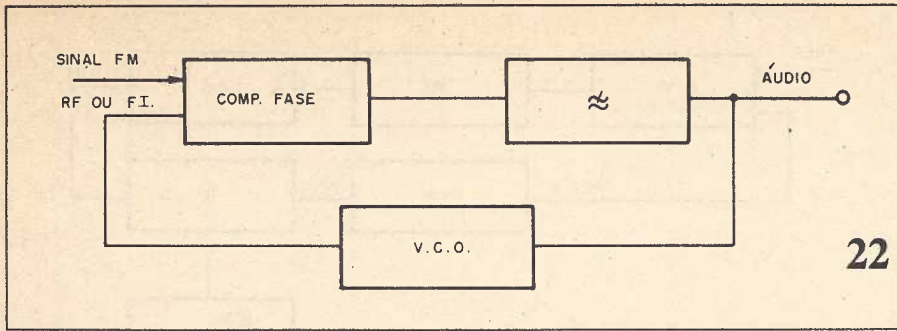 SINAL FM
RF OU F.I.
COMP. FASE
ÁUDIO
V.C.O.
22